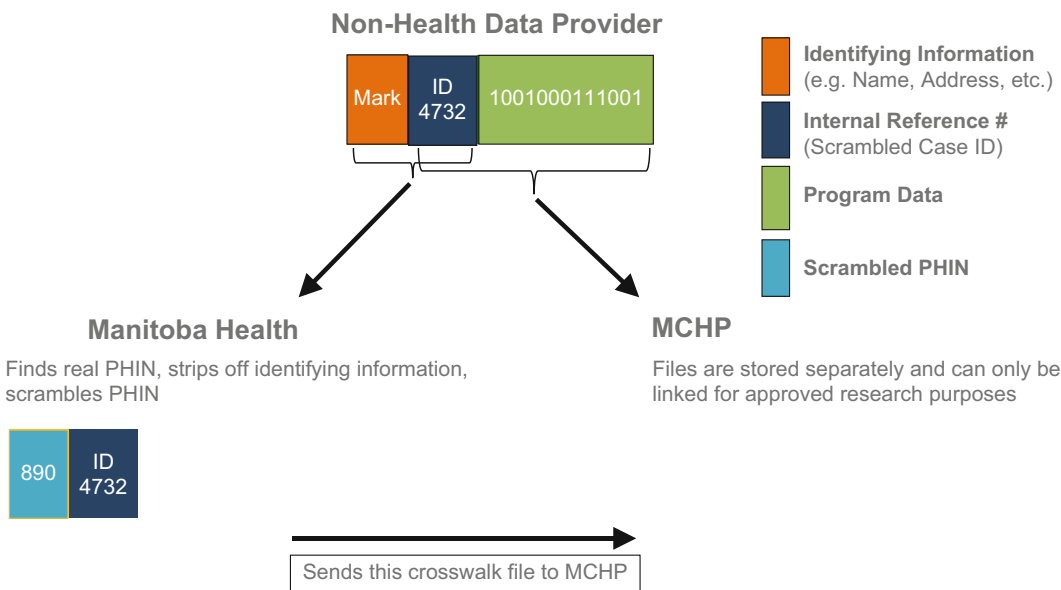 Non-Health Data Provider
Mark
ID
4732
1001000111001
Identifying Information
(e.g. Name, Address, etc.)
Internal Reference #
(Scrambled Case ID)
Program Data
Scrambled PHIN
Manitoba Health
Finds real PHIN, strips off identifying information,
scrambles PHIN
MCHP
Files are stored separately and can only be
linked for approved research purposes
890
ID
4732
Sends this crosswalk file to MCHP